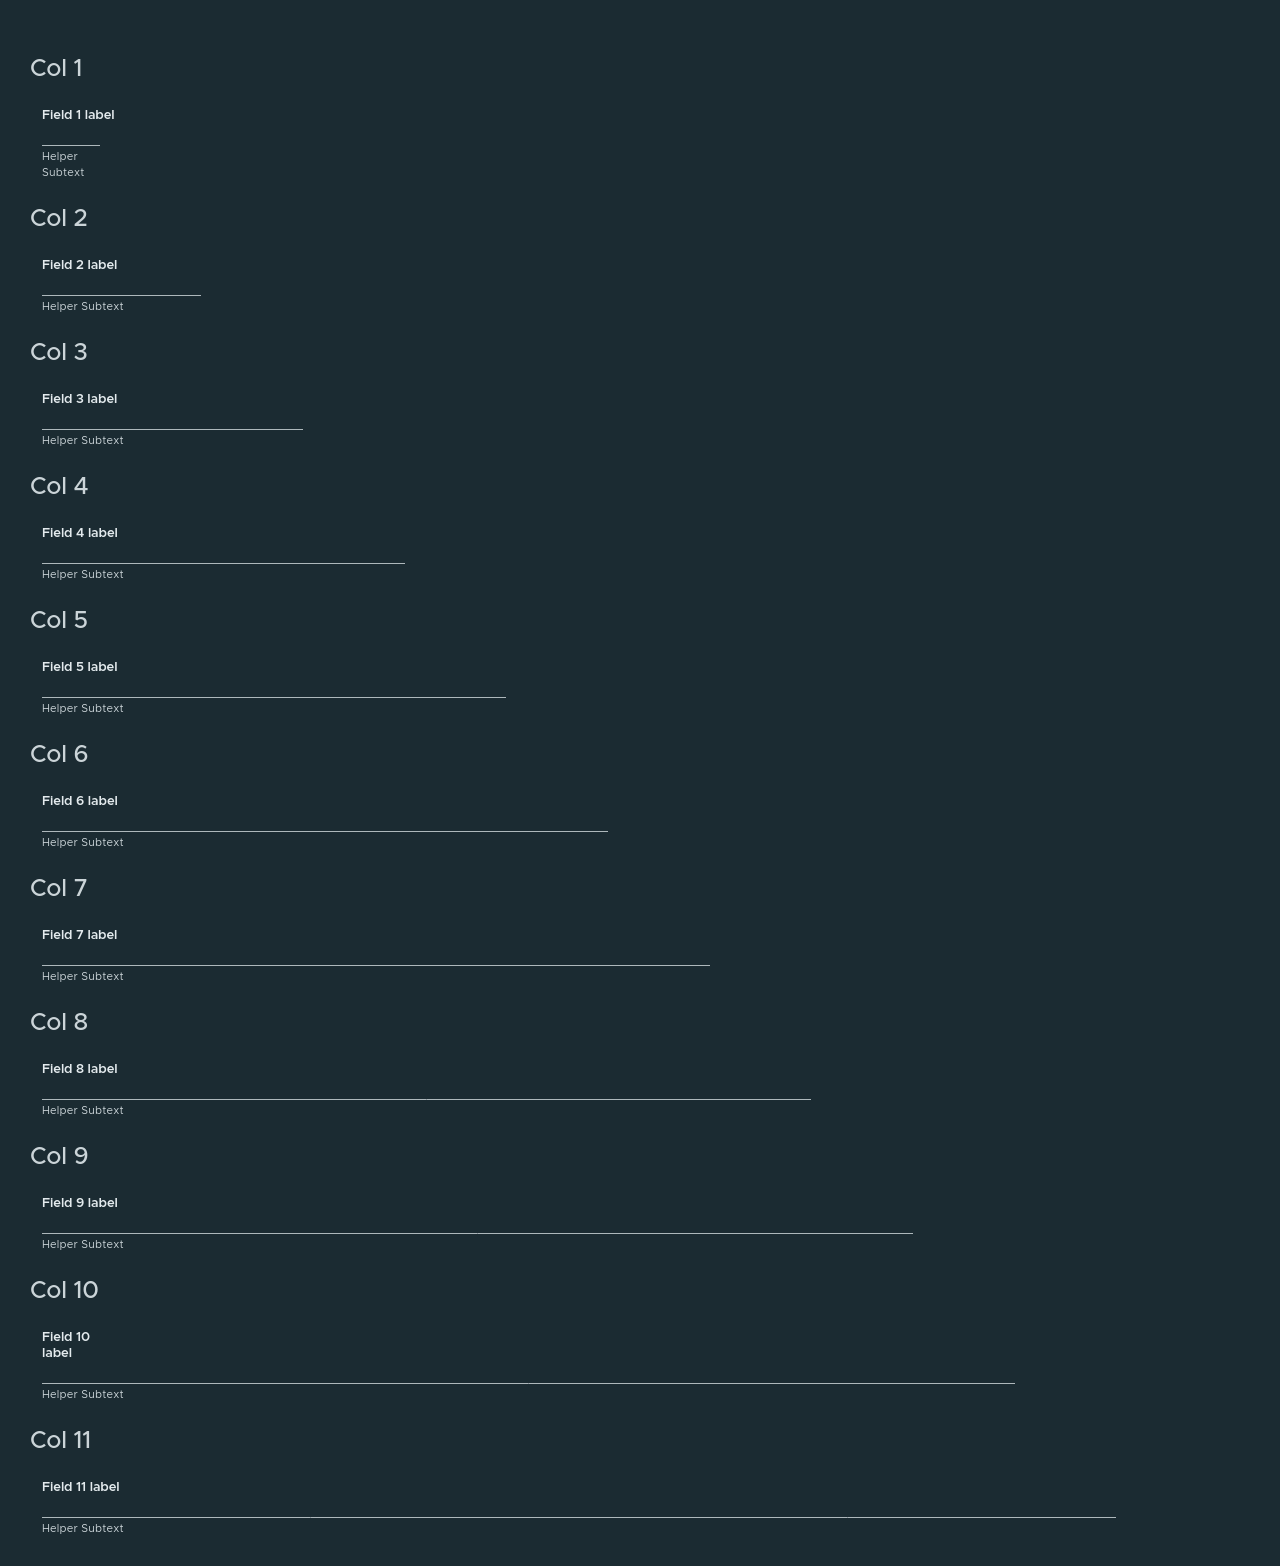 Col 1
Field 1 label
Helper
Subtext
Col 2
Field 2 label
Helper Subtext
Col 3
Field 3 label
Helper Subtext
Col 4
Field 4 label
Helper Subtext
Col 5
Field 5 label
Helper Subtext
Col 6
Field 6 label
Helper Subtext
Col 7
Field 7 label
Helper Subtext
Col 8
Field 8 label
Helper Subtext
Col 9
Field 9 label
Helper Subtext
Col 10
Field 10
label
Helper Subtext
Col 11
Field 11 label
Helper Subtext